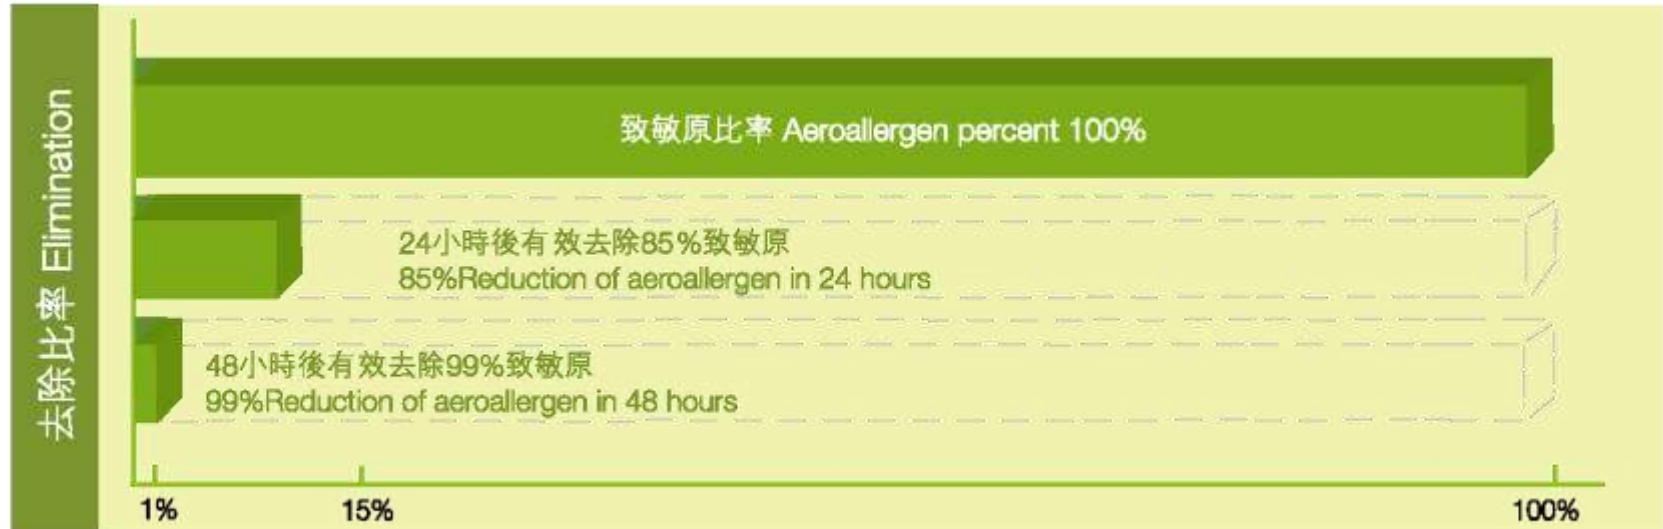 去除比率 Elimination
致敏原比率 Aeroallergen percent 100%
24小時後有效去除85%致敏原
85%Reduction of aeroallergen in 24 hours
48小時後有效去除99%致敏原
99%Reduction of aeroallergen in 48 hours
1% 15% 100%